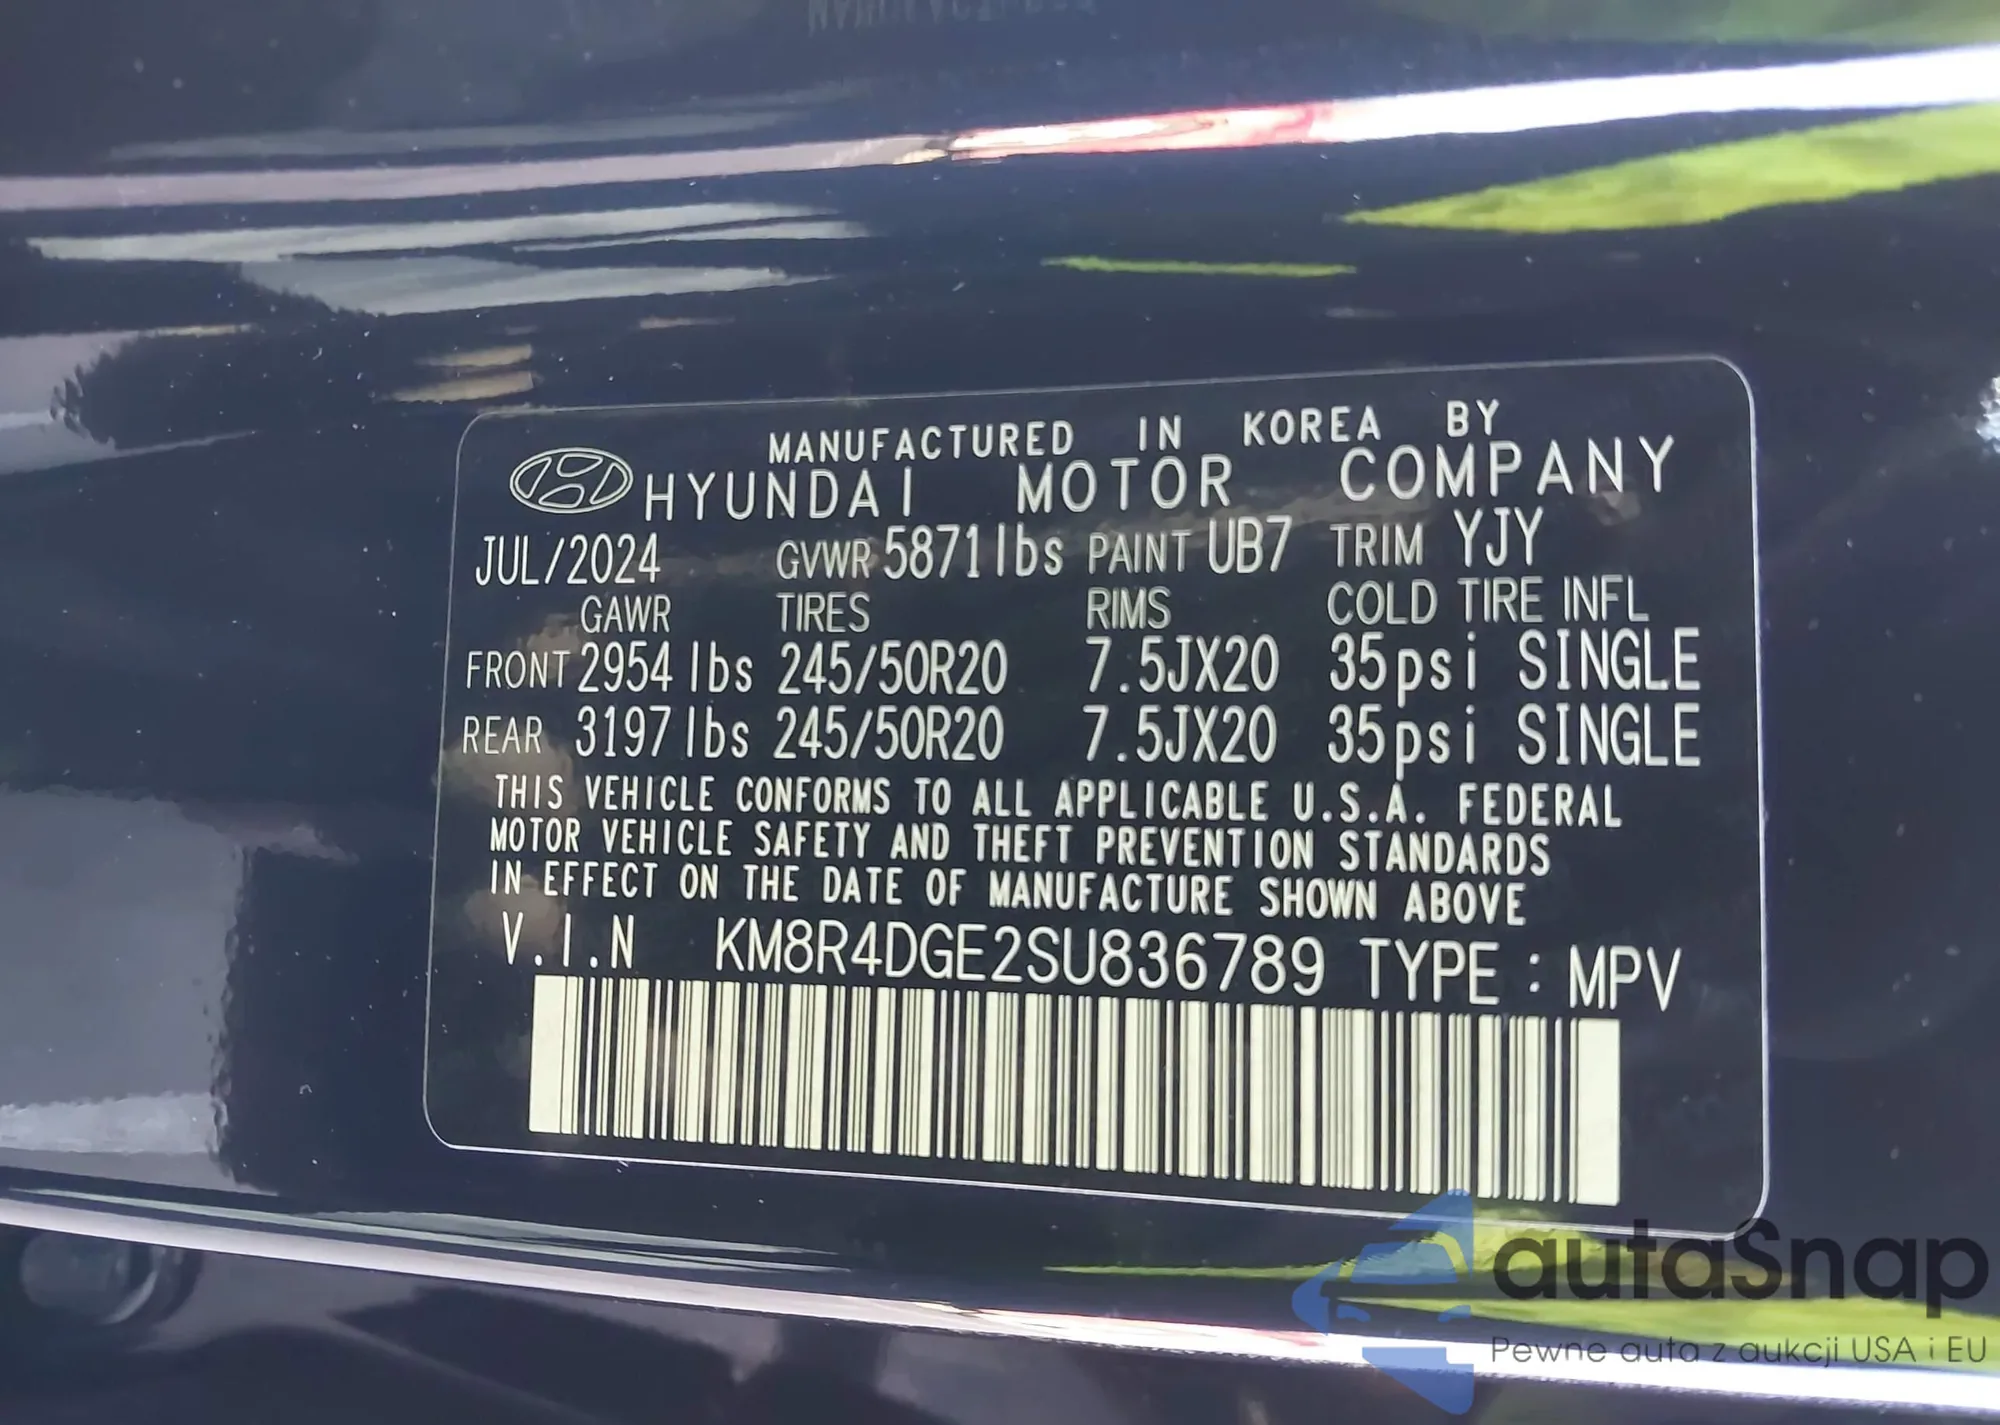 MANUFACTURED IN KOREA BY
HYUNDAI MOTOR COMPANY
JUL/2024 GVWR 5871lbs PAINT UB7 TRIM YJY
GAWR TIRES RIMS COLD TIRE INFL
FRONT 2954lbs 245/50R20 7.5JX20 35psi SINGLE
REAR 3197lbs 245/50R20 7.5JX20 35psi SINGLE
THIS VEHICLE CONFORMS TO ALL APPLICABLE U.S.A. FEDERAL
MOTOR VEHICLE SAFETY AND THEFT PREVENTION STANDARDS
IN EFFECT ON THE DATE OF MANUFACTURE SHOWN ABOVE
V.I.N KM8R4DGE2SU836789 TYPE : MPV
autaSnap
Pewne auta z aukcji USA i EU